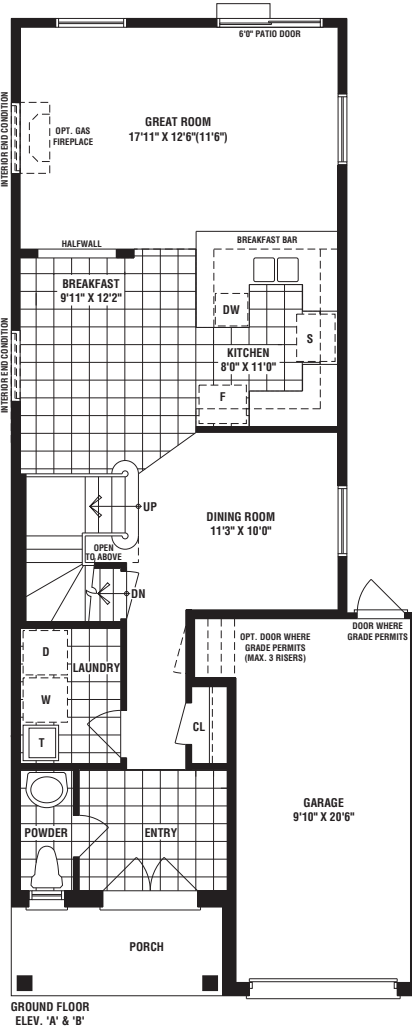 6'0" PATIO DOOR
INTERIOR END CONDITION
OPT. GAS
FIREPLACE
GREAT ROOM
17'11" X 12'6"(11'6")
HALFWALL
BREAKFAST BAR
BREAKFAST
9'11" X 12'2"
DW
S
INTERIOR END CONDITION
KITCHEN
8'0" X 11'0"
F
UP
DINING ROOM
11'3" X 10'0"
OPEN
TO ABOVE
DN
DOOR WHERE
GRADE PERMITS
OPT. DOOR WHERE
GRADE PERMITS
(MAX. 3 RISERS)
D
LAUNDRY
W
T
CL
GARAGE
9'10" X 20'6"
POWDER
ENTRY
PORCH
GROUND FLOOR
ELEV. 'A' & 'B'